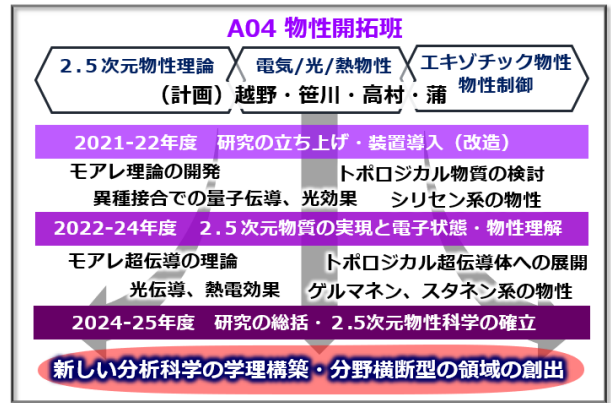 A04 物性開拓班
2.5次元物性理論
電気/光/熱物性
エキゾチック物性
物性制御
（計画）越野・笹川・高村・蒲
2021-22年度 研究の立ち上げ・装置導入（改造）
モアレ理論の開発 トポロジカル物質の検討
異種接合での量子伝導、光効果 シリセン系の物性
2022-24年度 2.5次元物質の実現と電子状態・物性理解
モアレ超伝導の理論 トポロジカル超伝導体への展開
光伝導、熱電効果 ゲルマネン、スタネン系の物性
2024-25年度 研究の総括・2.5次元物性科学の確立
新しい分析科学の学理構築・分野横断型の領域の創出